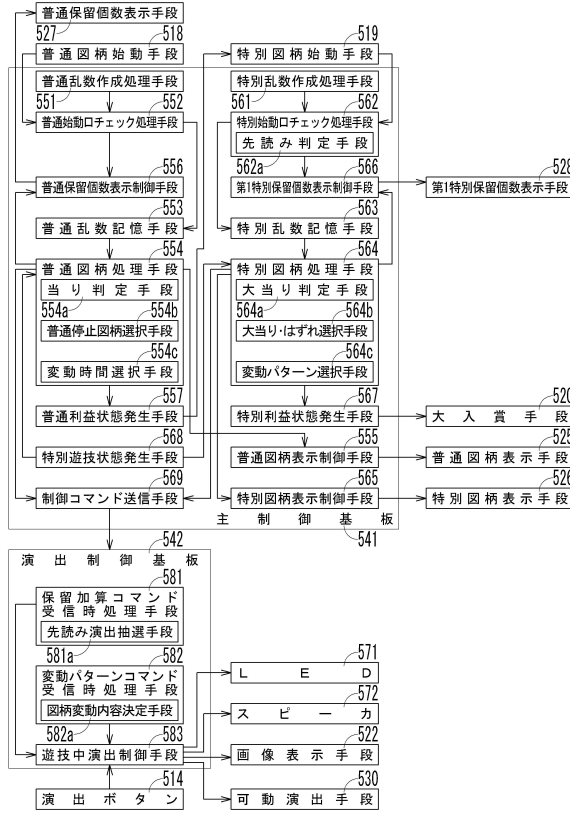 普通保留個数表示手段
527
518
普通図柄始動手段
519
特別図柄始動手段
普通乱数作成処理手段
551
特別乱数作成処理手段
561
552
普通始動口チェック処理手段
562
特別始動口チェック処理手段
先読み判定手段
562a
556
普通保留個数表示制御手段
566
第1特別保留個数表示制御手段
528
第1特別保留個数表示手段
553
普通乱数記憶手段
563
特別乱数記憶手段
554
普通図柄処理手段
当り判定手段
554a
554b
普通停止図柄選択手段
554c
変動時間選択手段
564
特別図柄処理手段
大当り判定手段
564a
564b
大当り・はずれ選択手段
564c
変動パターン選択手段
557
普通利益状態発生手段
567
特別利益状態発生手段
520
大入賞手段
568
特別遊技状態発生手段
555
普通図柄表示制御手段
525
普通図柄表示手段
569
制御コマンド送信手段
565
特別図柄表示制御手段
526
特別図柄表示手段
主制御基板
541
542
演出制御基板
581
保留加算コマンド
受信時処理手段
先読み演出抽選手段
581a
582
変動パターンコマンド
受信時処理手段
図柄変動内容決定手段
582a
583
遊技中演出制御手段
514
演出ボタン
571
LED
572
スピーカ
522
画像表示手段
530
可動演出手段